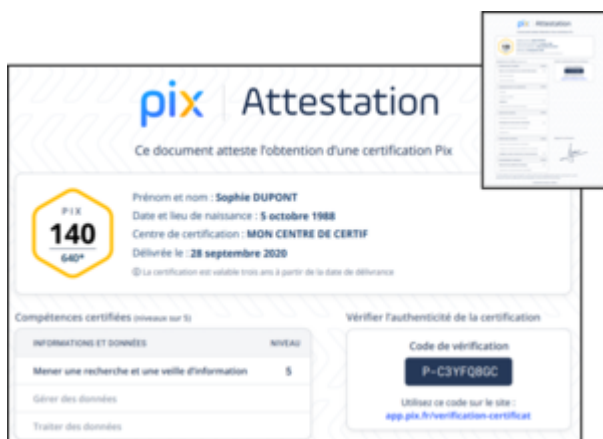 pix Attestation
Ce document atteste l'obtention d'une certification Pix
PIX
140
640*
Prénom et nom : Sophie DUPONT
Date et lieu de naissance : 5 octobre 1988
Centre de certification : MON CENTRE DE CERTIF
Délivrée le : 28 septembre 2020
La certification est valable trois ans à partir de la date de délivrance
Compétences certifiées (niveaux sur 5)
INFORMATIONS ET DONNÉES NIVEAU
Mener une recherche et une veille d'information 5
Gérer des données
Traiter des données
Vérifier l'authenticité de la certification
Code de vérification
P-C3YFQ8GC
Utilisez ce code sur le site :
app.pix.fr/verification-certificat
pix Attestation